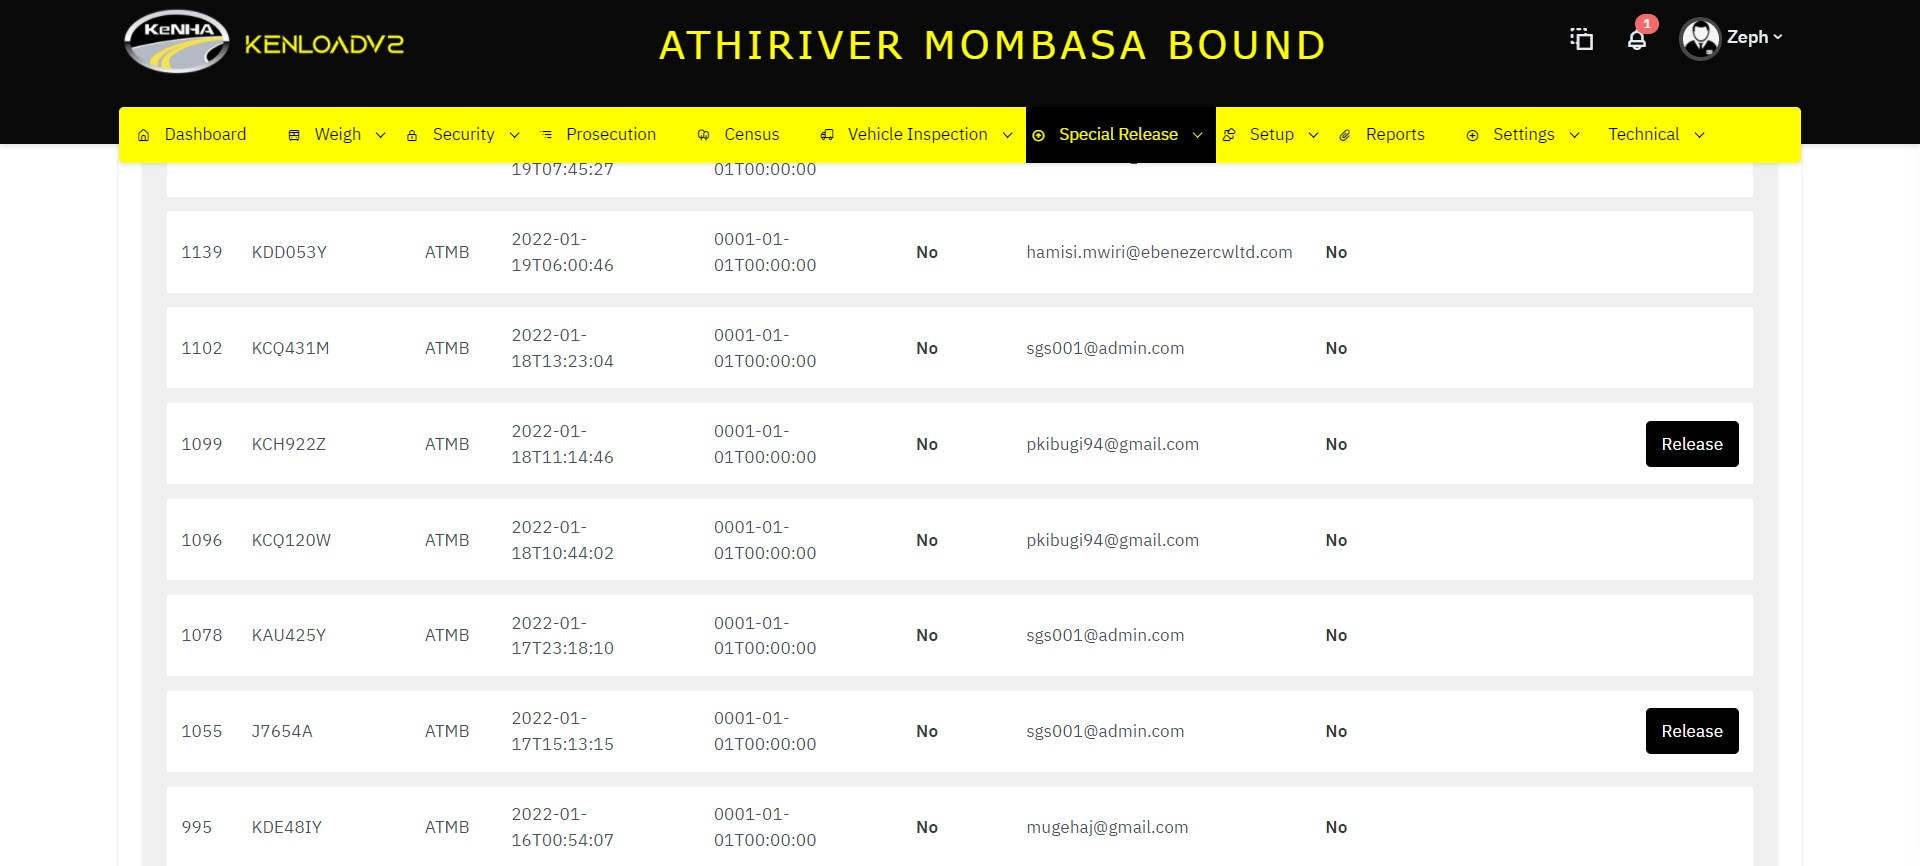 KeNHA
KENLOADV2
ATHIRIVER MOMBASA BOUND
1
Zeph
Dashboard Weigh Security Prosecution Census Vehicle Inspection Special Release Setup Reports Settings Technical
19T07:45:27 01T00:00:00
1139 KDD053Y ATMB 2022-01- 0001-01- No hamisi.mwiri@ebenezercwltd.com No
19T06:00:46 01T00:00:00
1102 KCQ431M ATMB 2022-01- 0001-01- No sgs001@admin.com No
18T13:23:04 01T00:00:00
1099 KCH922Z ATMB 2022-01- 0001-01- No pkibugi94@gmail.com No Release
18T11:14:46 01T00:00:00
1096 KCQ120W ATMB 2022-01- 0001-01- No pkibugi94@gmail.com No
18T10:44:02 01T00:00:00
1078 KAU425Y ATMB 2022-01- 0001-01- No sgs001@admin.com No
17T23:18:10 01T00:00:00
1055 J7654A ATMB 2022-01- 0001-01- No sgs001@admin.com No Release
17T15:13:15 01T00:00:00
995 KDE48IY ATMB 2022-01- 0001-01- No mugehaj@gmail.com No
16T00:54:07 01T00:00:00